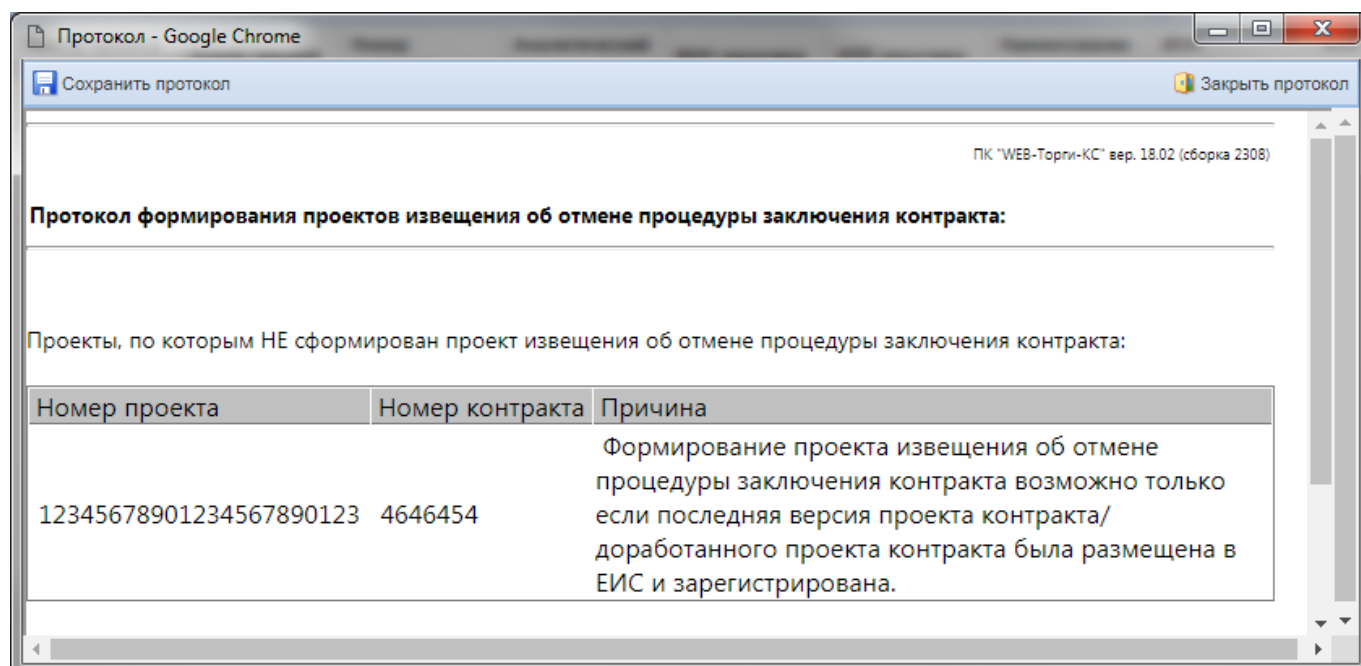 Протокол - Google Chrome
Сохранить протокол
Закрыть протокол
ПК "WEB-Торги-КС" вер. 18.02 (сборка 2308)
Протокол формирования проектов извещения об отмене процедуры заключения контракта:
Проекты, по которым НЕ сформирован проект извещения об отмене процедуры заключения контракта:
Номер проекта Номер контракта Причина
Формирование проекта извещения об отмене
процедуры заключения контракта возможно только
12345678901234567890123 4646454 если последняя версия проекта контракта/
доработанного проекта контракта была размещена в
ЕИС и зарегистрирована.